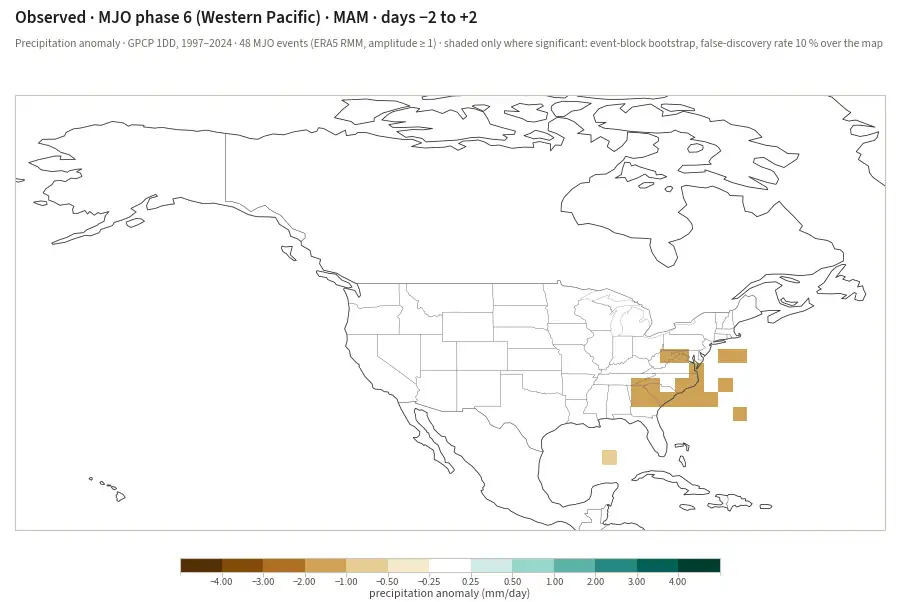 Observed · MJO phase 6 (Western Pacific) · MAM · days −2 to +2
Precipitation anomaly · GPCP 1DD, 1997–2024 · 48 MJO events (ERA5 RMM, amplitude ≥ 1) · shaded only where significant: event-block bootstrap, false-discovery rate 10 % over the map
−4.00 −3.00 −2.00 −1.00 −0.50 −0.25 0.25 0.50 1.00 2.00 3.00 4.00
precipitation anomaly (mm/day)